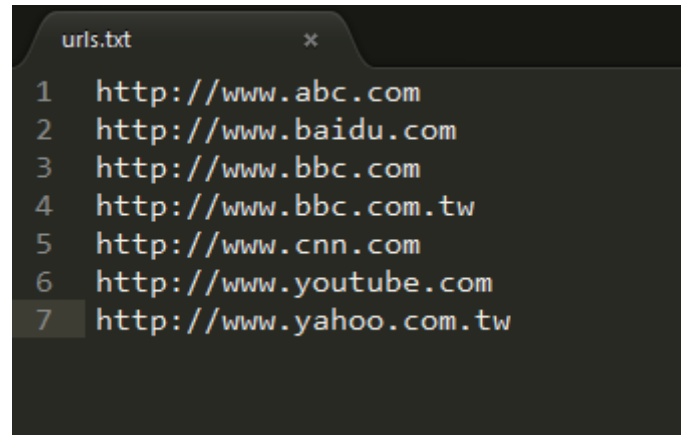 urls.txt ×
1 http://www.abc.com
2 http://www.baidu.com
3 http://www.bbc.com
4 http://www.bbc.com.tw
5 http://www.cnn.com
6 http://www.youtube.com
7 http://www.yahoo.com.tw